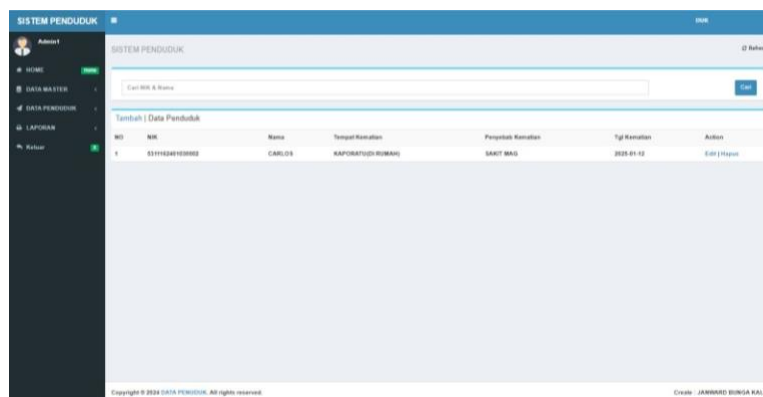 SISTEM PENDUDUK
DUK
Admin1
SISTEM PENDUDUK
HOME
DATA MASTER
DATA PENDUDUK
LAPORAN
Keluar
Cari NIK & Nama
Cari
Tambah | Data Penduduk
NO NIK Nama Tempat Kematian Penyebab Kematian Tgl Kematian Action
1 CARLOS KAPORATU(DI RUMAH) SAKIT MAG 2025-01-12 Edit | Hapus
Copyright © 2024 DATA PENUDUK. All rights reserved.
Create : JANWARD BUNGA KAL